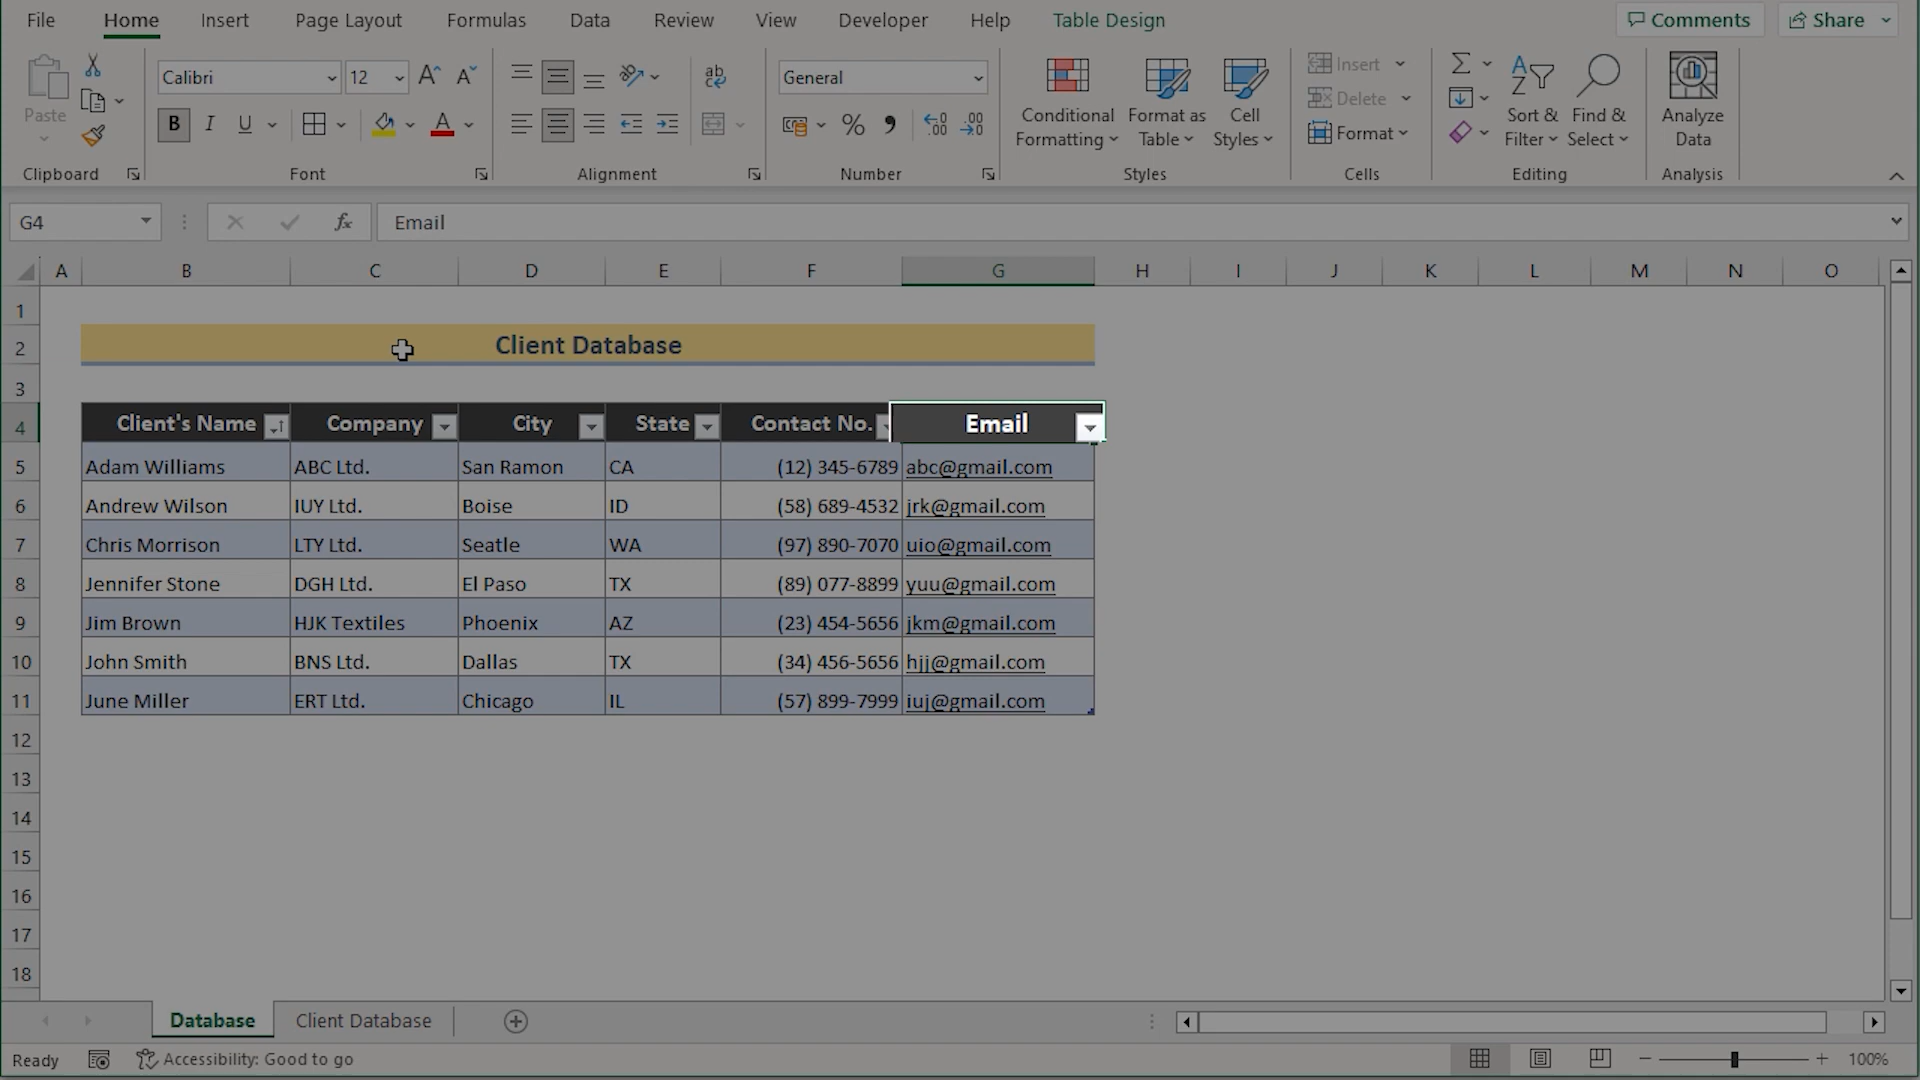 File Home Insert Page Layout Formulas Data Review View Developer Help Table Design Comments Share
Paste Calibri 12 General Conditional Formatting Format as Table Cell Styles Insert Delete Format Sort & Filter Find & Select Analyze Data
Clipboard Font Alignment Number Styles Cells Editing Analysis
G4 fx Email
A B C D E F G H I J K L M N O
1
2 Client Database
3
4 Client's Name Company City State Contact No. Email
5 Adam Williams ABC Ltd. San Ramon CA (12) 345-6789 abc@gmail.com
6 Andrew Wilson IUY Ltd. Boise ID (58) 689-4532 jrk@gmail.com
7 Chris Morrison LTY Ltd. Seatle WA (97) 890-7070 uio@gmail.com
8 Jennifer Stone DGH Ltd. El Paso TX (89) 077-8899 yuu@gmail.com
9 Jim Brown HJK Textiles Phoenix AZ (23) 454-5656 jkm@gmail.com
10 John Smith BNS Ltd. Dallas TX (34) 456-5656 hjj@gmail.com
11 June Miller ERT Ltd. Chicago IL (57) 899-7999 iuj@gmail.com
12
13
14
15
16
17
18
Database Client Database
Ready Accessibility: Good to go 100%